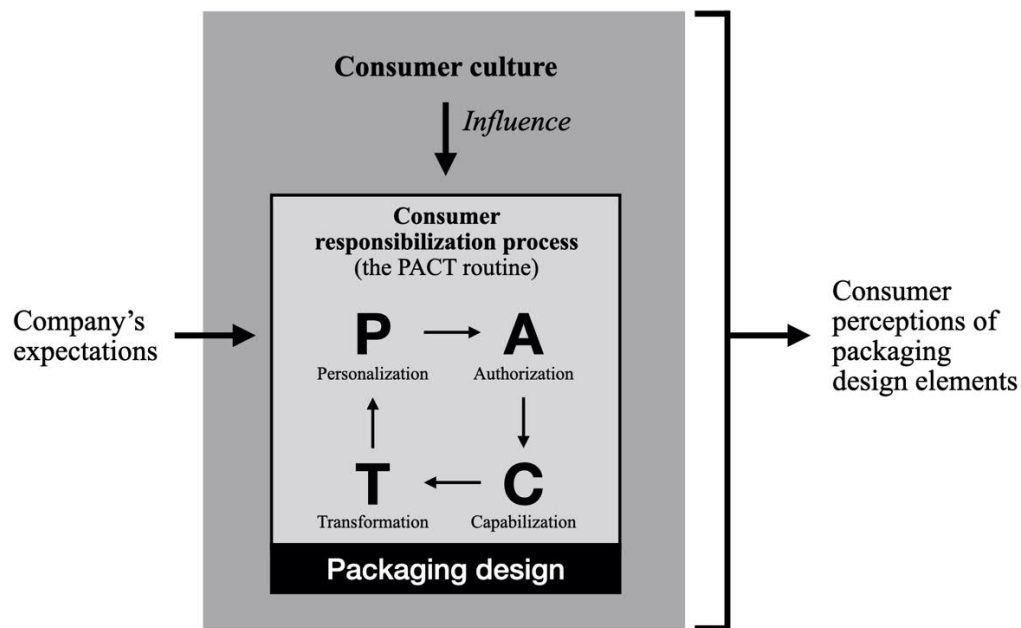 Consumer culture
Influence
Consumer
responsibilization process
(the PACT routine)
Company’s
expectations
P
A
Personalization
Authorization
T
C
Transformation
Capabilization
Packaging design
Consumer
perceptions of
packaging
design elements